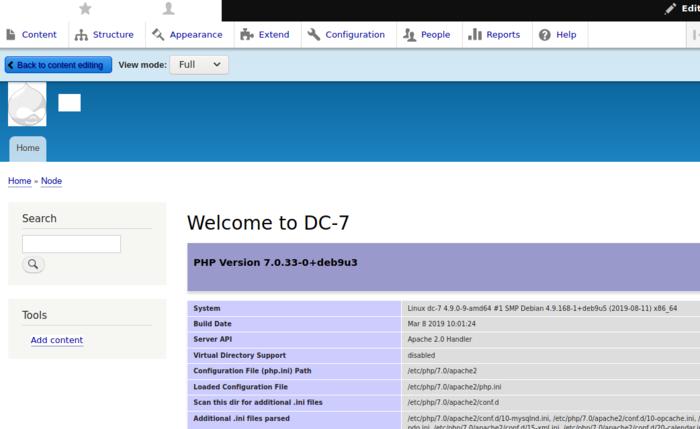 Edit
Content Structure Appearance Extend Configuration People Reports Help
Back to content editing View mode: Full
Home
Home » Node
Search
Welcome to DC-7
PHP Version 7.0.33-0+deb9u3
System Linux dc-7 4.9.0-9-amd64 #1 SMP Debian 4.9.168-1+deb9u5 (2019-08-11) x86_64
Tools
Build Date Mar 8 2019 10:01:24
Add content
Server API Apache 2.0 Handler
Virtual Directory Support disabled
Configuration File (php.ini) Path /etc/php/7.0/apache2
Loaded Configuration File /etc/php/7.0/apache2/php.ini
Scan this dir for additional .ini files /etc/php/7.0/apache2/conf.d
Additional .ini files parsed /etc/php/7.0/apache2/conf.d/10-mysqlnd.ini, /etc/php/7.0/apache2/conf.d/10-opcache.ini, /